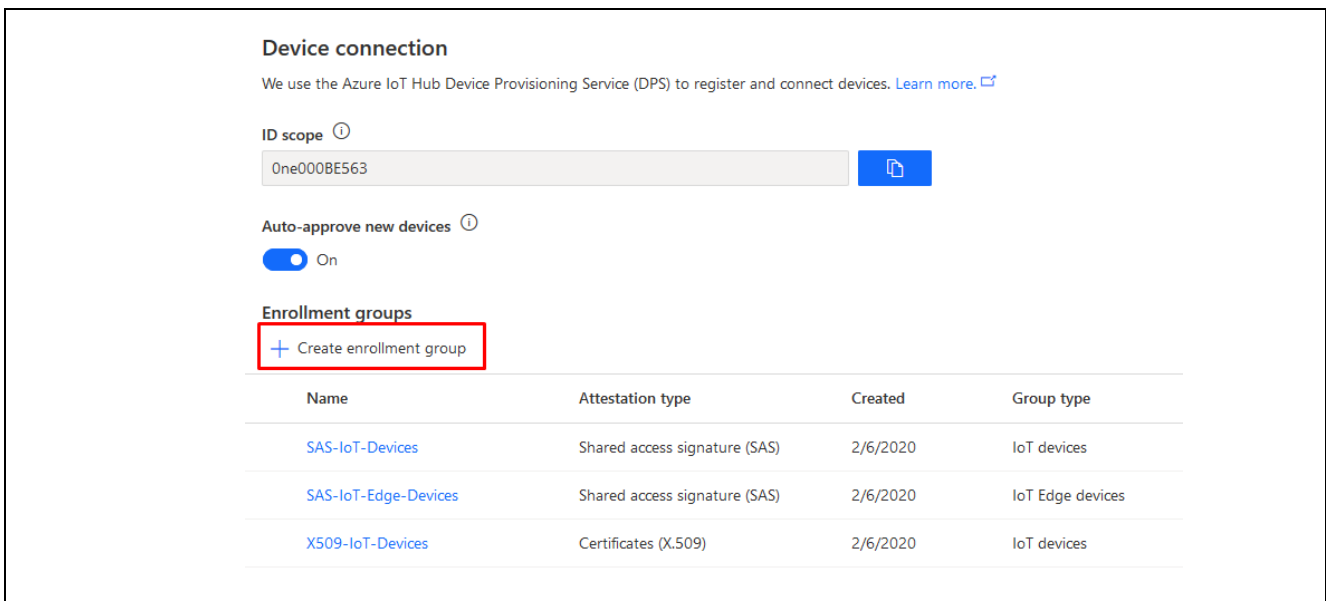 Device connection
We use the Azure IoT Hub Device Provisioning Service (DPS) to register and connect devices. Learn more.
ID scope
0ne000BE563
Auto-approve new devices
On
Enrollment groups
+ Create enrollment group
Name Attestation type Created Group type
SAS-IoT-Devices Shared access signature (SAS) 2/6/2020 IoT devices
SAS-IoT-Edge-Devices Shared access signature (SAS) 2/6/2020 IoT Edge devices
X509-IoT-Devices Certificates (X.509) 2/6/2020 IoT devices